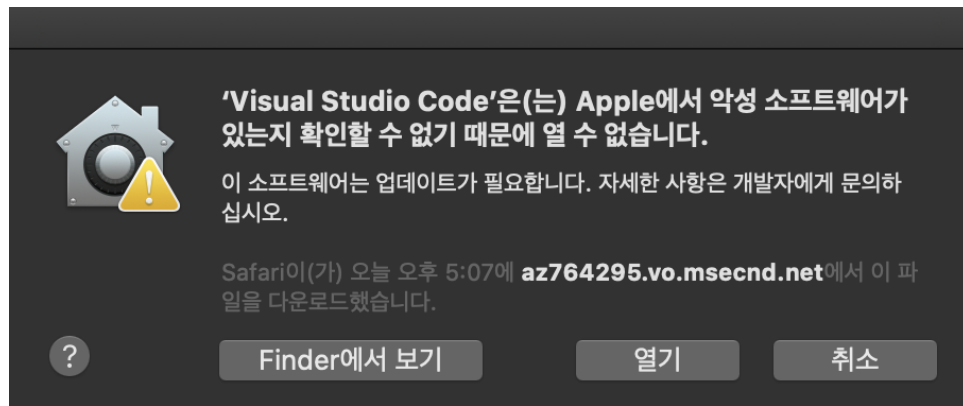 ‘Visual Studio Code’은(는) Apple에서 악성 소프트웨어가
있는지 확인할 수 없기 때문에 열 수 없습니다.
이 소프트웨어는 업데이트가 필요합니다. 자세한 사항은 개발자에게 문의하
십시오.
Safari이(가) 오늘 오후 5:07에 az764295.vo.msecnd.net에서 이 파
일을 다운로드했습니다.
? Finder에서 보기 열기 취소